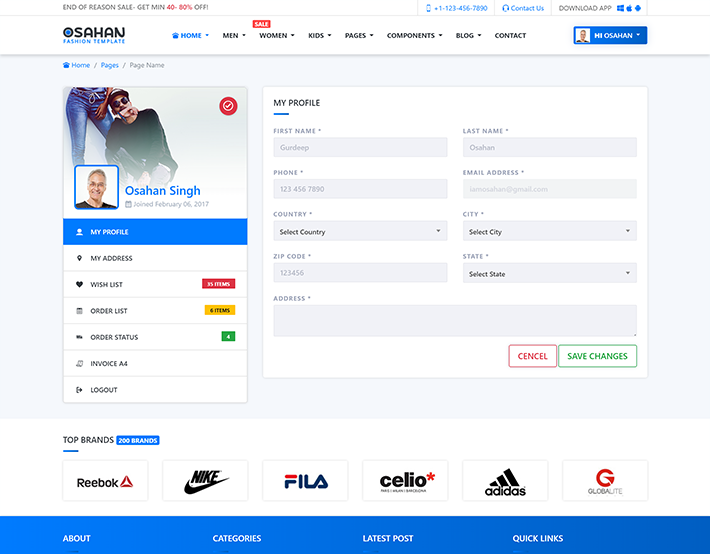 END OF REASON SALE- GET MIN 40- 80% OFF!
+1-123-456-7890
Contact Us
DOWNLOAD APP
OSAHAN
FASHION TEMPLATE
HOME
MEN
SALE
WOMEN
KIDS
PAGES
COMPONENTS
BLOG
CONTACT
HI OSAHAN
Home / Pages / Page Name
Osahan Singh
Joined February 06, 2017
MY PROFILE
MY ADDRESS
WISH LIST 35 ITEMS
ORDER LIST 6 ITEMS
ORDER STATUS 4
INVOICE A4
LOGOUT
MY PROFILE
FIRST NAME *
LAST NAME *
Gurdeep
Osahan
PHONE *
EMAIL ADDRESS *
123 456 7890
iamosahan@gmail.com
COUNTRY *
CITY *
Select Country
Select City
ZIP CODE *
STATE *
123456
Select State
ADDRESS *
CENCEL
SAVE CHANGES
TOP BRANDS 200 BRANDS
Reebok
NIKE
FILA
celio*
PARIS | MILAN | BARCELONA
adidas
GLOBALITE
ABOUT
CATEGORIES
LATEST POST
QUICK LINKS